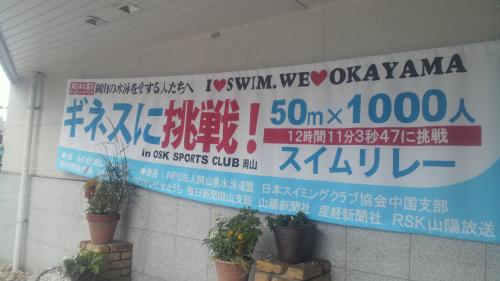 岡山の水泳を愛する人たちへ I♥SWIM.WE♥OKAYAMA
ギネスに挑戦!
in OSK SPORTS CLUB 岡山
50m×1000人
12時間11分3秒47に挑戦
スイムリレー
NPO法人岡山県水泳連盟 日本スイミングクラブ協会中国支部
毎日新聞岡山支局 山陽新聞社 産経新聞社 RSK山陽放送